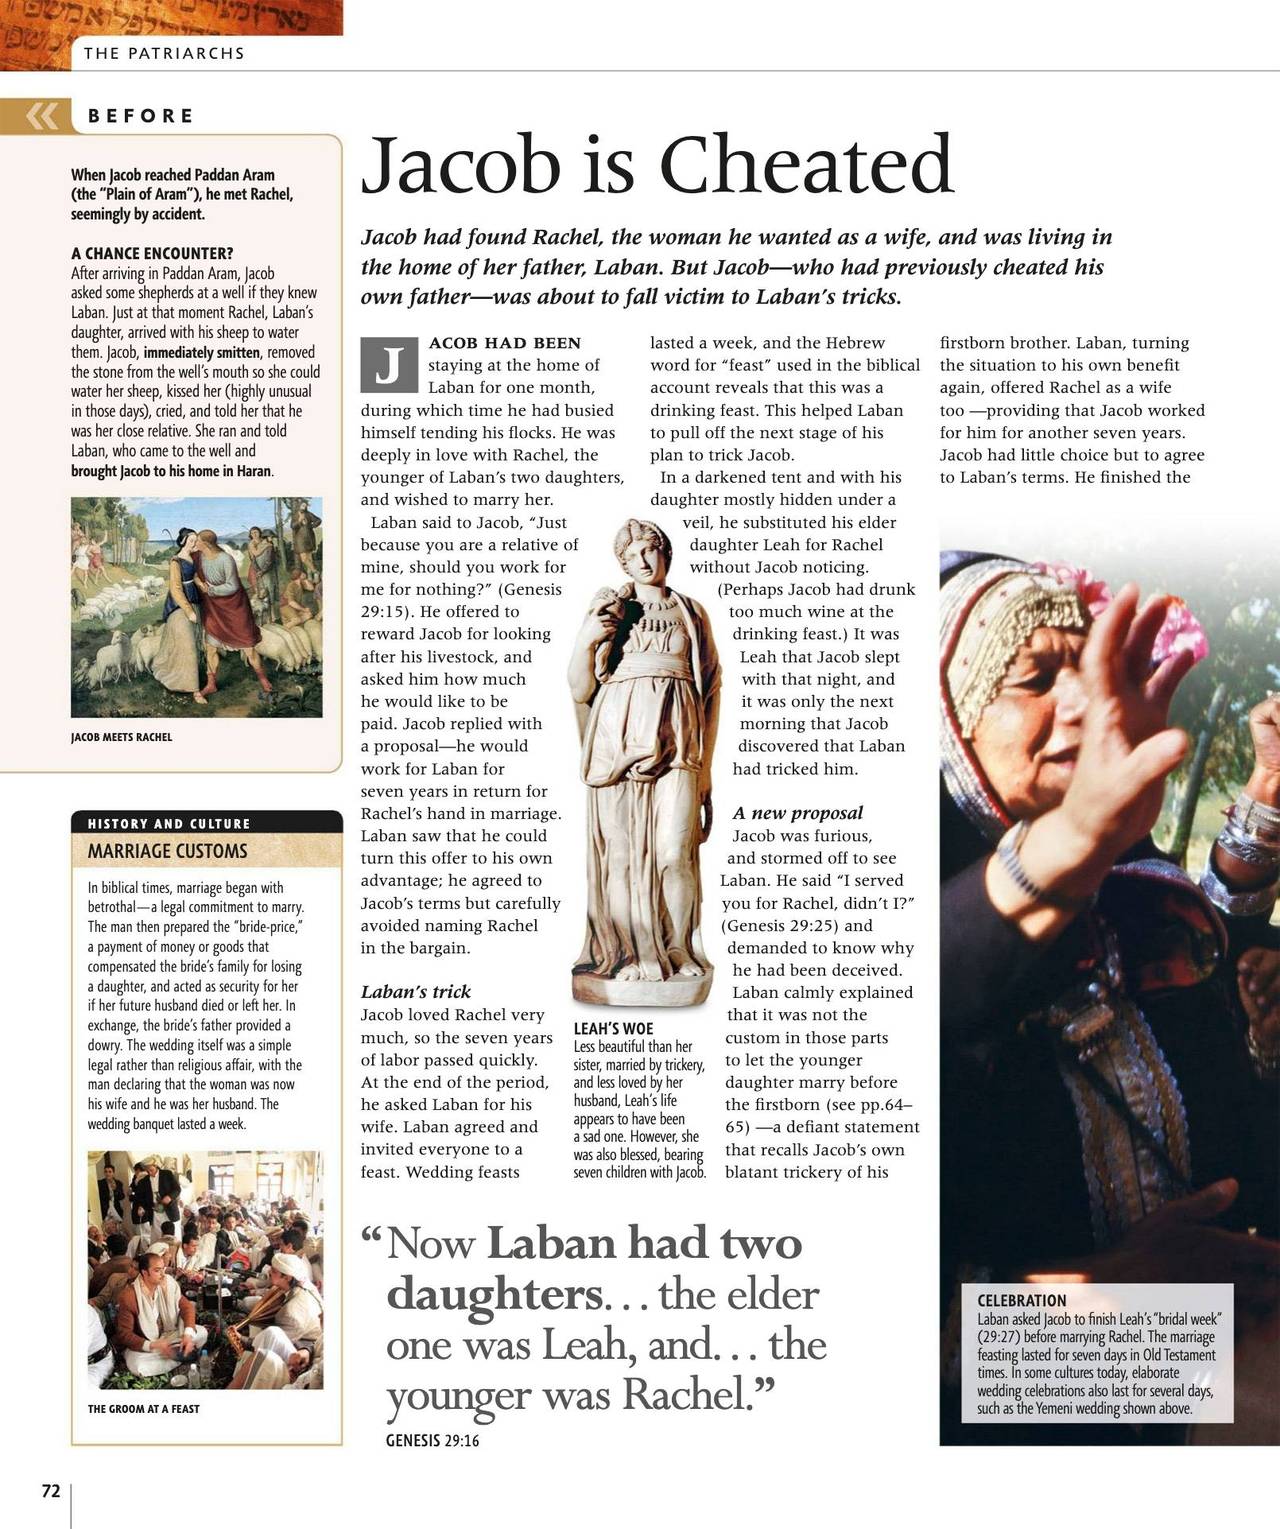 THE PATRIARCHS
BEFORE
When Jacob reached Paddan Aram
(the “Plain of Aram”), he met Rachel,
seemingly by accident.
A CHANCE ENCOUNTER?
After arriving in Paddan Aram, Jacob
asked some shepherds at a well if they knew
Laban. Just at that moment Rachel, Laban’s
daughter, arrived with his sheep to water
them. Jacob, immediately smitten, removed
the stone from the well’s mouth so she could
water her sheep, kissed her (highly unusual
in those days), cried, and told her that he
was her close relative. She ran and told
Laban, who came to the well and
brought Jacob to his home in Haran.
JACOB MEETS RACHEL
HISTORY AND CULTURE
MARRIAGE CUSTOMS
In biblical times, marriage began with
betrothal—a legal commitment to marry.
The man then prepared the “bride-price,”
a payment of money or goods that
compensated the bride’s family for losing
a daughter, and acted as security for her
if her future husband died or left her. In
exchange, the bride’s father provided a
dowry. The wedding itself was a simple
legal rather than religious affair, with the
man declaring that the woman was now
his wife and he was her husband. The
wedding banquet lasted a week.
THE GROOM AT A FEAST
Jacob is Cheated
Jacob had found Rachel, the woman he wanted as a wife, and was living in
the home of her father, Laban. But Jacob—who had previously cheated his
own father—was about to fall victim to Laban’s tricks.
JACOB HAD BEEN
staying at the home of
Laban for one month,
during which time he had busied
himself tending his flocks. He was
deeply in love with Rachel, the
younger of Laban’s two daughters,
and wished to marry her.
Laban said to Jacob, “Just
because you are a relative of
mine, should you work for
me for nothing?” (Genesis
29:15). He offered to
reward Jacob for looking
after his livestock, and
asked him how much
he would like to be
paid. Jacob replied with
a proposal—he would
work for Laban for
seven years in return for
Rachel’s hand in marriage.
Laban saw that he could
turn this offer to his own
advantage; he agreed to
Jacob’s terms but carefully
avoided naming Rachel
in the bargain.
Laban’s trick
Jacob loved Rachel very
much, so the seven years
of labor passed quickly.
At the end of the period,
he asked Laban for his
wife. Laban agreed and
invited everyone to a
feast. Wedding feasts
lasted a week, and the Hebrew
word for “feast” used in the biblical
account reveals that this was a
drinking feast. This helped Laban
to pull off the next stage of his
plan to trick Jacob.
In a darkened tent and with his
daughter mostly hidden under a
veil, he substituted his elder
daughter Leah for Rachel
without Jacob noticing.
(Perhaps Jacob had drunk
too much wine at the
drinking feast.) It was
Leah that Jacob slept
with that night, and
it was only the next
morning that Jacob
discovered that Laban
had tricked him.
A new proposal
Jacob was furious,
and stormed off to see
Laban. He said “I served
you for Rachel, didn’t I?”
(Genesis 29:25) and
demanded to know why
he had been deceived.
Laban calmly explained
that it was not the
custom in those parts
to let the younger
daughter marry before
the firstborn (see pp.64–
65) —a defiant statement
that recalls Jacob’s own
blatant trickery of his
firstborn brother. Laban, turning
the situation to his own benefit
again, offered Rachel as a wife
too —providing that Jacob worked
for him for another seven years.
Jacob had little choice but to agree
to Laban’s terms. He finished the
LEAH’S WOE
Less beautiful than her
sister, married by trickery,
and less loved by her
husband, Leah’s life
appears to have been
a sad one. However, she
was also blessed, bearing
seven children with Jacob.
“Now Laban had two
daughters... the elder
one was Leah, and... the
younger was Rachel.”
GENESIS 29:16
CELEBRATION
Laban asked Jacob to finish Leah’s “bridal week”
(29:27) before marrying Rachel. The marriage
feasting lasted for seven days in Old Testament
times. In some cultures today, elaborate
wedding celebrations also last for several days,
such as the Yemeni wedding shown above.
72